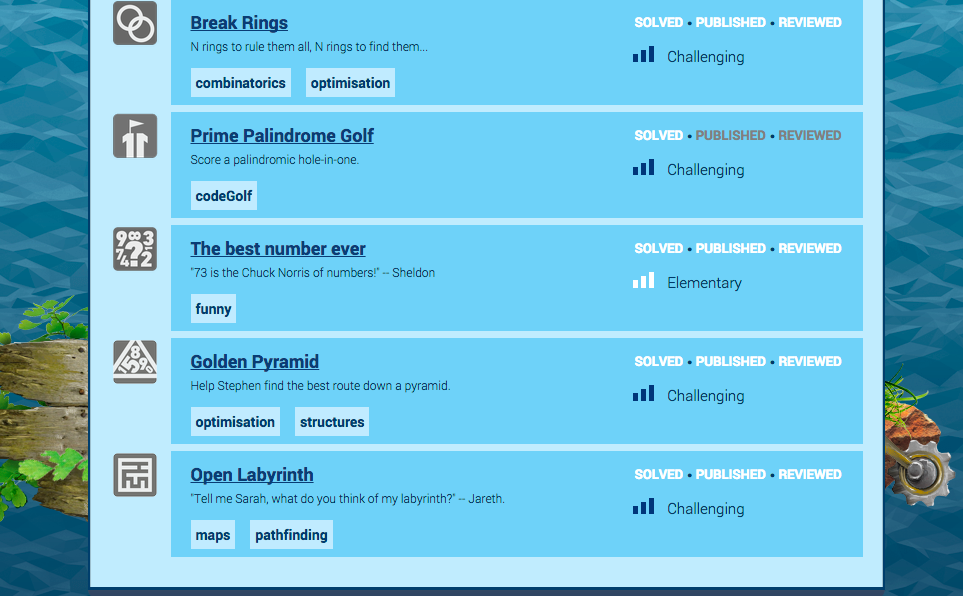 Break Rings
SOLVED • PUBLISHED • REVIEWED
N rings to rule them all, N rings to find them...
Challenging
combinatorics optimisation
Prime Palindrome Golf
SOLVED • PUBLISHED • REVIEWED
Score a palindromic hole-in-one.
Challenging
codeGolf
The best number ever
SOLVED • PUBLISHED • REVIEWED
"73 is the Chuck Norris of numbers!" -- Sheldon
Elementary
funny
Golden Pyramid
SOLVED • PUBLISHED • REVIEWED
Help Stephen find the best route down a pyramid.
Challenging
optimisation structures
Open Labyrinth
SOLVED • PUBLISHED • REVIEWED
"Tell me Sarah, what do you think of my labyrinth?" -- Jareth.
Challenging
maps pathfinding